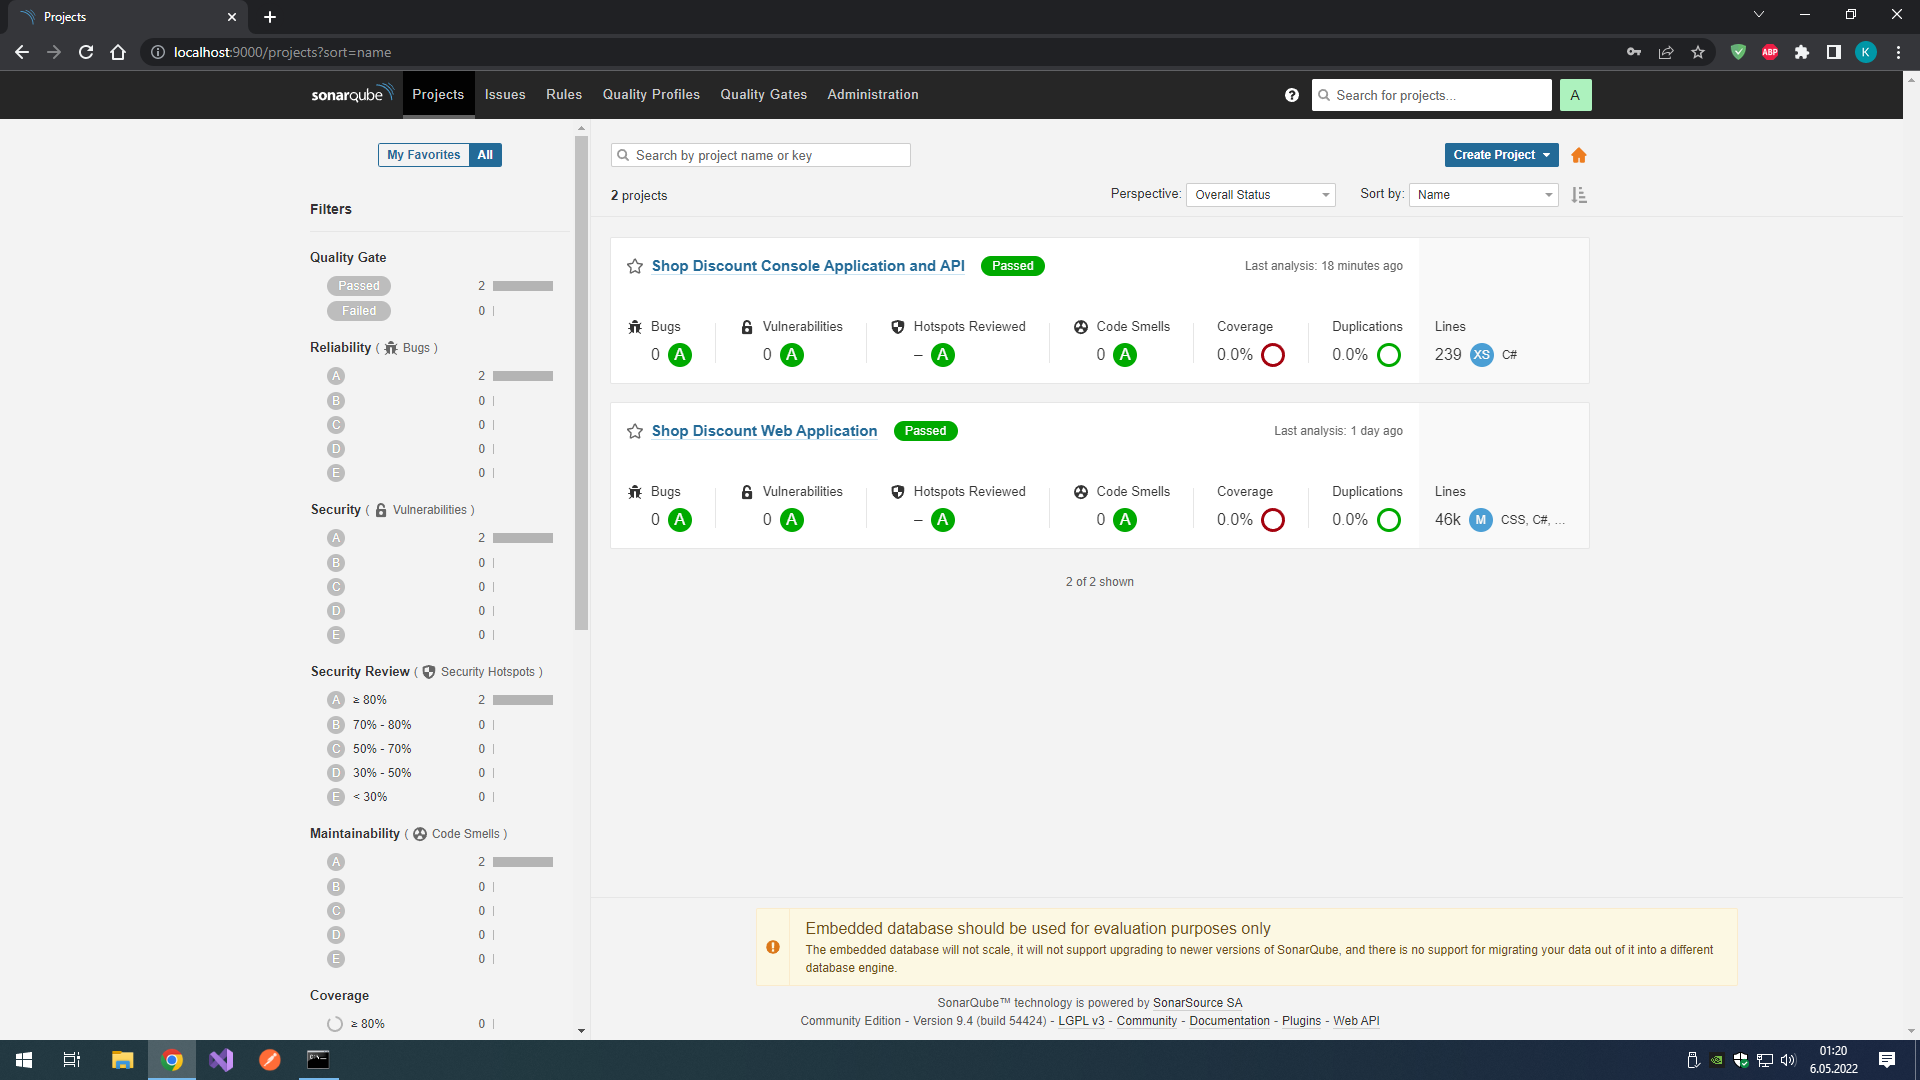 Projects
localhost:9000/projects?sort=name
ABP
K
sonarqube Projects Issues Rules Quality Profiles Quality Gates Administration
? Search for projects... A
My Favorites All
Filters
Quality Gate
Passed 2
Failed 0
Reliability ( Bugs )
A 2
B 0
C 0
D 0
E 0
Security ( Vulnerabilities )
A 2
B 0
C 0
D 0
E 0
Security Review ( Security Hotspots )
A ≥ 80% 2
B 70% - 80% 0
C 50% - 70% 0
D 30% - 50% 0
E < 30% 0
Maintainability ( Code Smells )
A 2
B 0
C 0
D 0
E 0
Coverage
≥ 80% 0
Search by project name or key
Create Project
2 projects
Perspective: Overall Status
Sort by: Name
Shop Discount Console Application and API Passed
Last analysis: 18 minutes ago
Bugs Vulnerabilities Hotspots Reviewed Code Smells Coverage Duplications Lines
0 A 0 A – A 0 A 0.0% 0.0% 239 XS C#
Shop Discount Web Application Passed
Last analysis: 1 day ago
Bugs Vulnerabilities Hotspots Reviewed Code Smells Coverage Duplications Lines
0 A 0 A – A 0 A 0.0% 0.0% 46k M CSS, C#, ...
2 of 2 shown
Embedded database should be used for evaluation purposes only
The embedded database will not scale, it will not support upgrading to newer versions of SonarQube, and there is no support for migrating your data out of it into a different
database engine.
SonarQube™ technology is powered by SonarSource SA
Community Edition - Version 9.4 (build 54424) - LGPL v3 - Community - Documentation - Plugins - Web API
01:20
6.05.2022